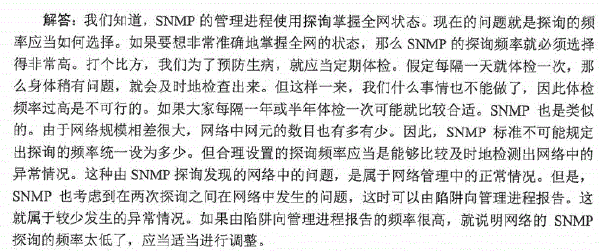 解答：我们知道，SNMP 的管理进程使用探询掌握全网状态。现在的问题就是探询的频
率应当如何选择。如果要想非常准确地掌握全网的状态，那么 SNMP 的探询频率就必须选择
得非常高。打个比方，我们为了预防生病，就应当定期体检。假定每隔一天就体检一次，那
么身体稍有问题，就会及时地检查出来。但这样一来，我们什么事情也不能做了，因此体检
频率过高是不可行的。如果大家每隔一年或半年体检一次可能就比较合适。SNMP 也是类似
的。由于网络规模相差很大，网络中网元的数目也有多有少。因此，SNMP 标准不可能规定
出探询的频率统一设为多少。但合理设置的探询频率应当是能够比较及时地检测出网络中的
异常情况。这种由 SNMP 探询发现的网络中的问题，是属于网络管理中的正常情况。但是，
SNMP 也考虑到在两次探询之间在网络中发生的问题，这时可以由陷阱向管理进程报告。这
就属于较少发生的异常情况。如果由陷阱向管理进程报告的频率很高，就说明网络的 SNMP
探询的频率太低了，应当适当进行调整。